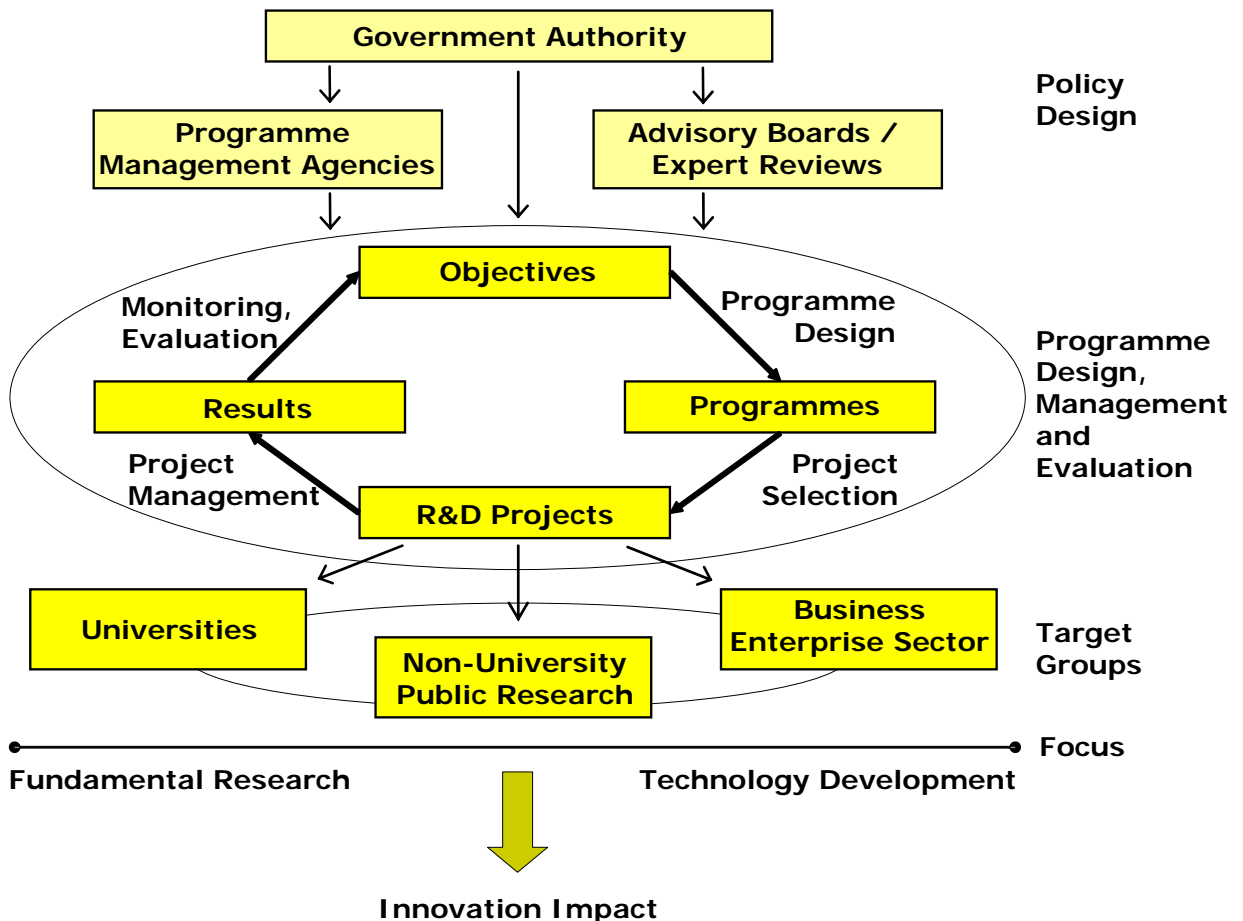 Government Authority
Policy
Design
Programme
Management Agencies
Advisory Boards /
Expert Reviews
Objectives
Monitoring,
Evaluation
Programme
Design
Programme
Design,
Management
and
Evaluation
Results
Programmes
Project
Management
Project
Selection
R&D Projects
Universities
Non-University
Public Research
Business
Enterprise Sector
Target
Groups
Focus
Fundamental Research
Technology Development
Innovation Impact